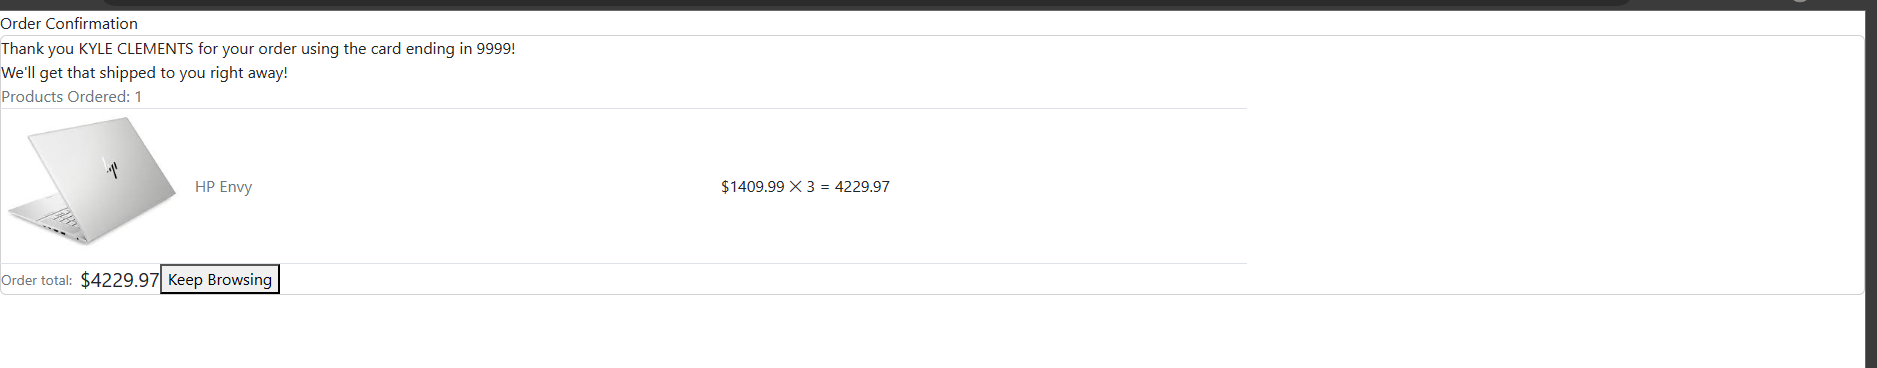 Order Confirmation
Thank you KYLE CLEMENTS for your order using the card ending in 9999!
We'll get that shipped to you right away!
Products Ordered: 1
HP Envy
$1409.99 × 3 = 4229.97
Order total: $4229.97 Keep Browsing